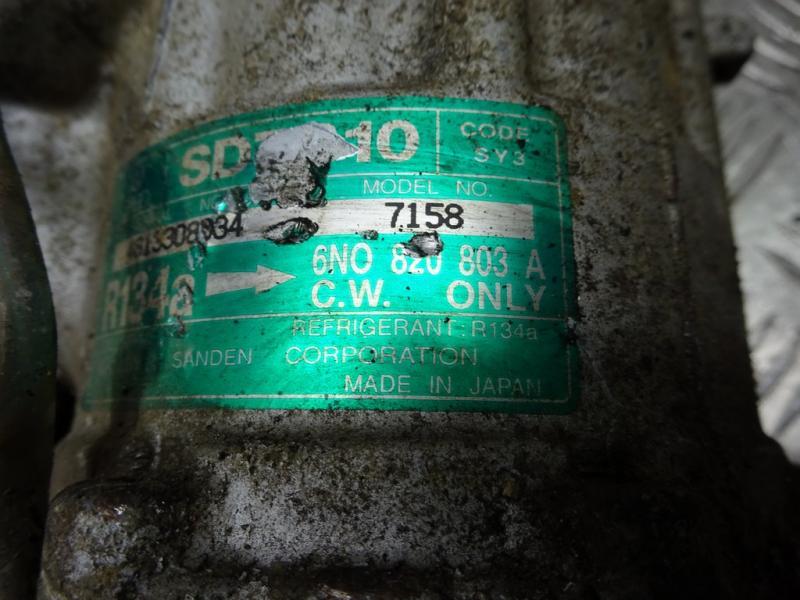 CODE
SY3
MODEL NO.
7158
R134a
6N0 820 803 A
C.W. ONLY
REFRIGERANT: R134a
SANDEN CORPORATION
MADE IN JAPAN